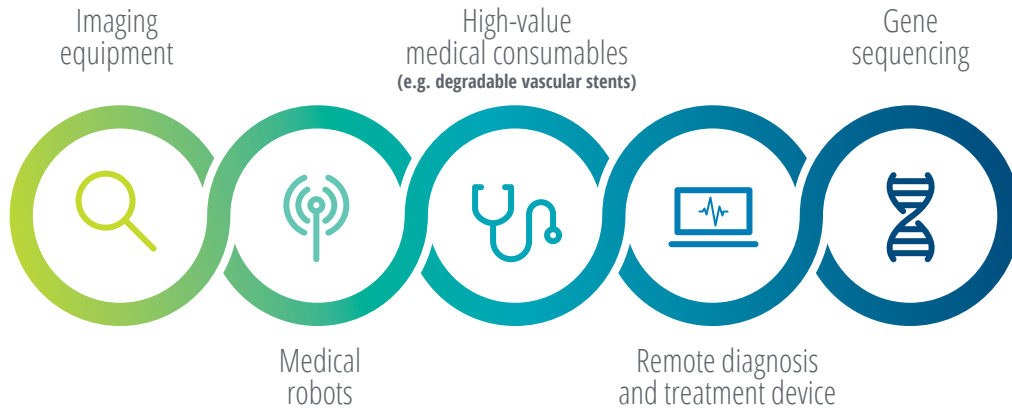 Imaging
equipment
High-value
medical consumables
(e.g. degradable vascular stents)
Gene
sequencing
Medical
robots
Remote diagnosis
and treatment device